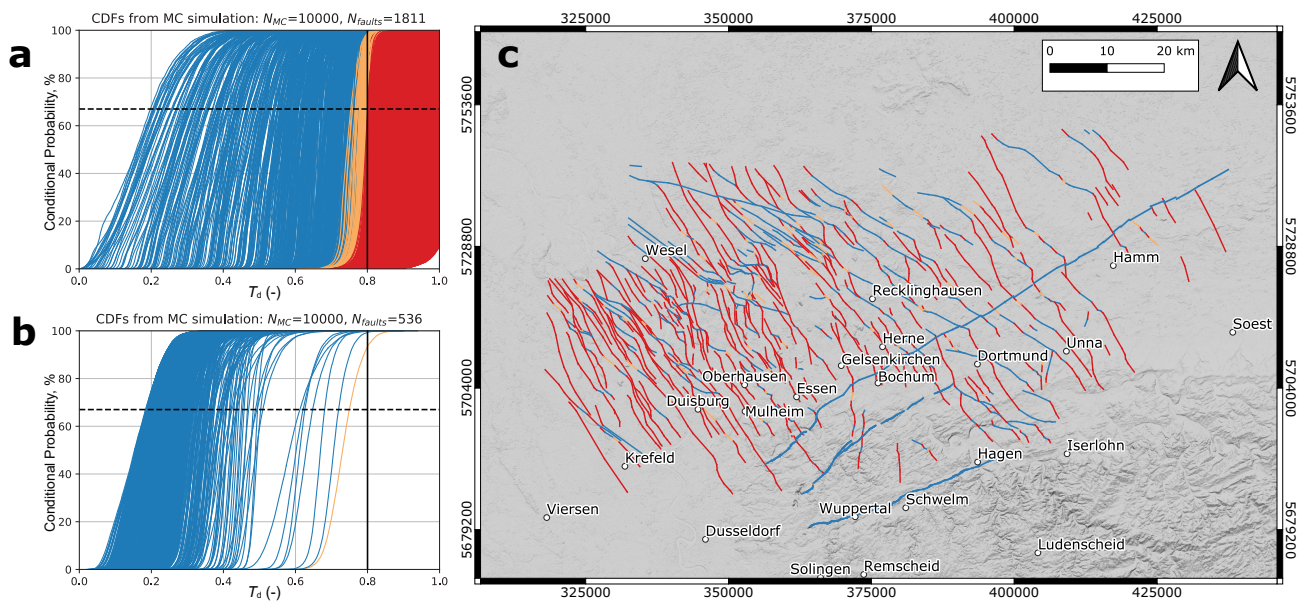 a
CDFs from MC simulation: N_MC=10000, N_faults=1811
Conditional Probability, %
100
80
60
40
20
0
0.0 0.2 0.4 0.6 0.8 1.0
T_d (-)
b
CDFs from MC simulation: N_MC=10000, N_faults=536
Conditional Probability, %
100
80
60
40
20
0
0.0 0.2 0.4 0.6 0.8 1.0
T_d (-)
c
325000 350000 375000 400000 425000
0 10 20 km
5753600 5753600
5728800 5728800
5704000 5704000
5679200 5679200
Wesel
Hamm
Recklinghausen
Soest
Herne
Unna
Gelsenkirchen
Dortmund
Oberhausen
Bochum
Essen
Duisburg
Mulheim
Iserlohn
Krefeld
Hagen
Schwelm
Viersen
Wuppertal
Dusseldorf
Ludenscheid
Solingen
Remscheid
325000 350000 375000 400000 425000